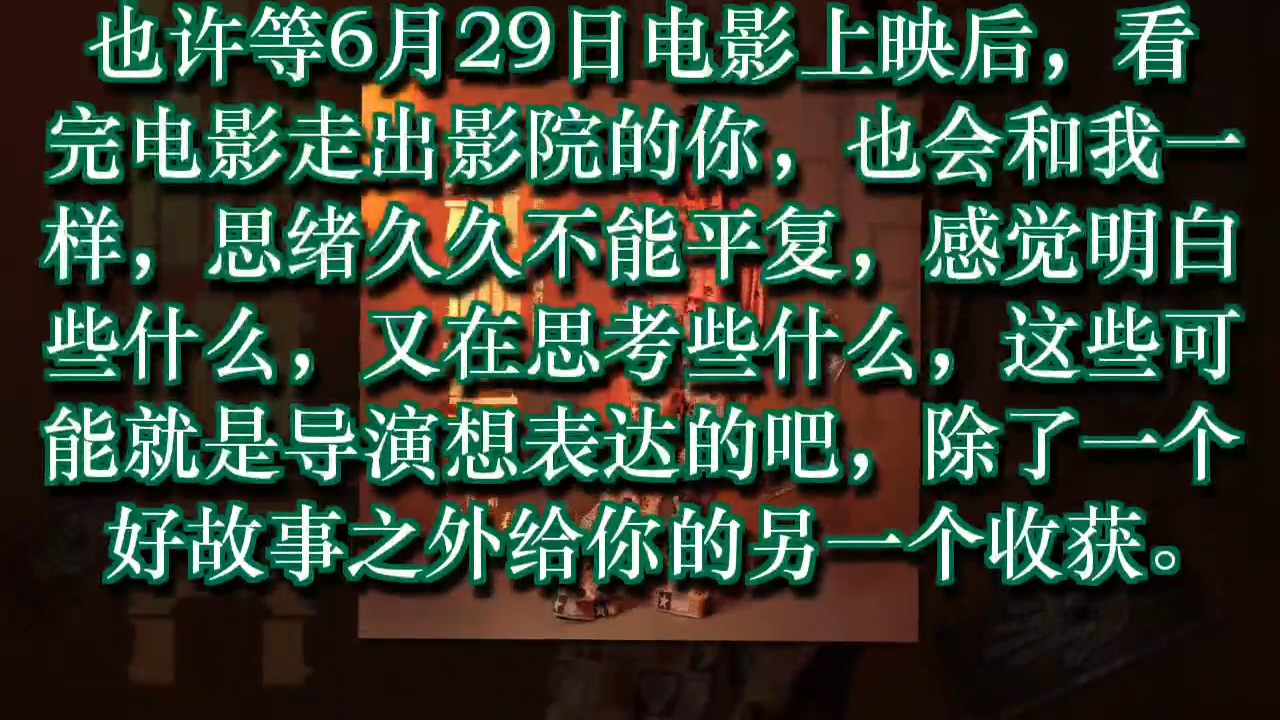 也许等6月29日电影上映后，看
完电影走出影院的你，也会和我一
样，思绪久久不能平复，感觉明白
些什么，又在思考些什么，这些可
能就是导演想表达的吧，除了一个
好故事之外给你的另一个收获。